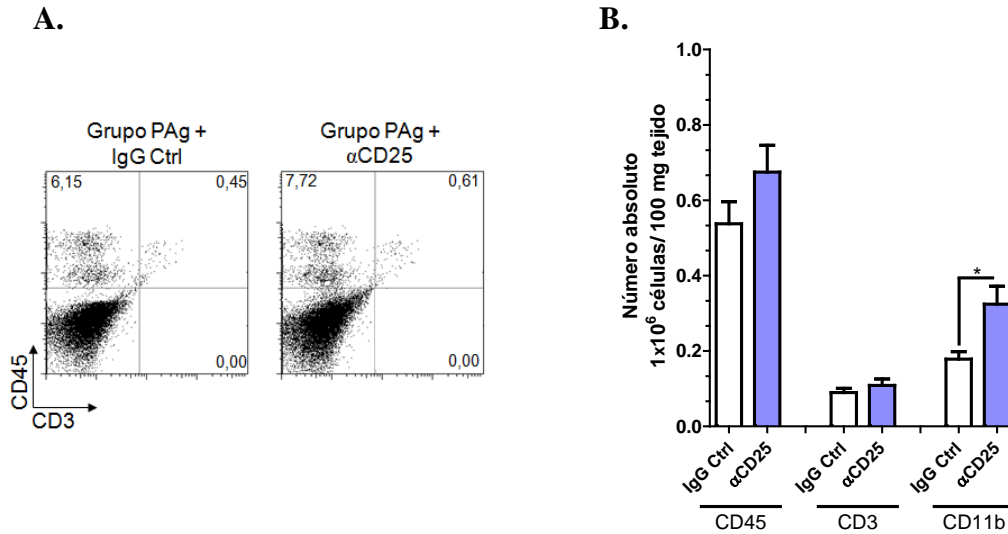 A.
Grupo PAg +
IgG Ctrl
6,15
0,45
0,00
CD45
CD3
Grupo PAg +
αCD25
7,72
0,61
0,00
B.
Número absoluto
1x10⁶ células/ 100 mg tejido
1.0
0.8
0.6
0.4
0.2
0.0
*
IgG Ctrl
αCD25
IgG Ctrl
αCD25
IgG Ctrl
αCD25
CD45
CD3
CD11b